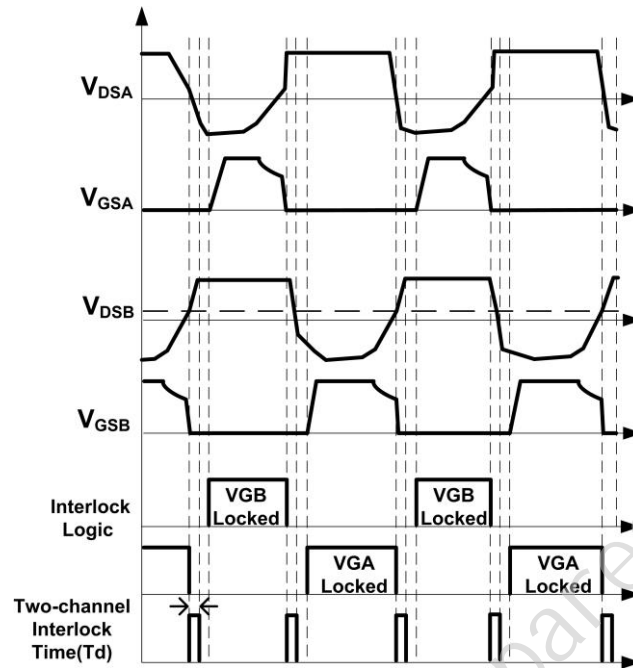 VDSA
VGSA
VDSB
VGSB
Interlock
Logic
VGB
Locked
VGB
Locked
VGA
Locked
VGA
Locked
Two-channel
Interlock
Time(Td)
pare